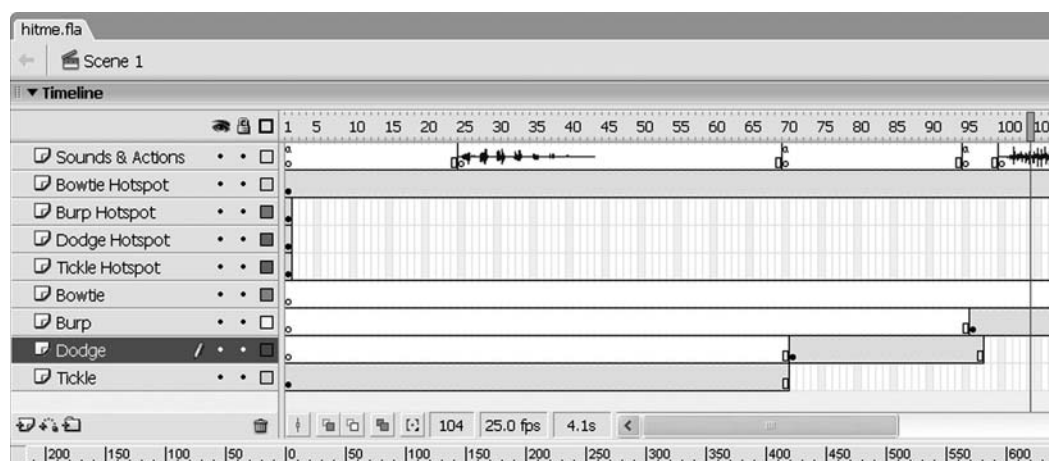 hitme.fla
Scene 1
Timeline
1 5 10 15 20 25 30 35 40 45 50 55 60 65 70 75 80 85 90 95 100 10
Sounds & Actions
a a a
Bowtie Hotspot
Burp Hotspot
Dodge Hotspot
Tickle Hotspot
Bowtie
Burp
Dodge
Tickle
104 25.0 fps 4.1s
200 150 100 50 0 50 100 150 200 250 300 350 400 450 500 550 600